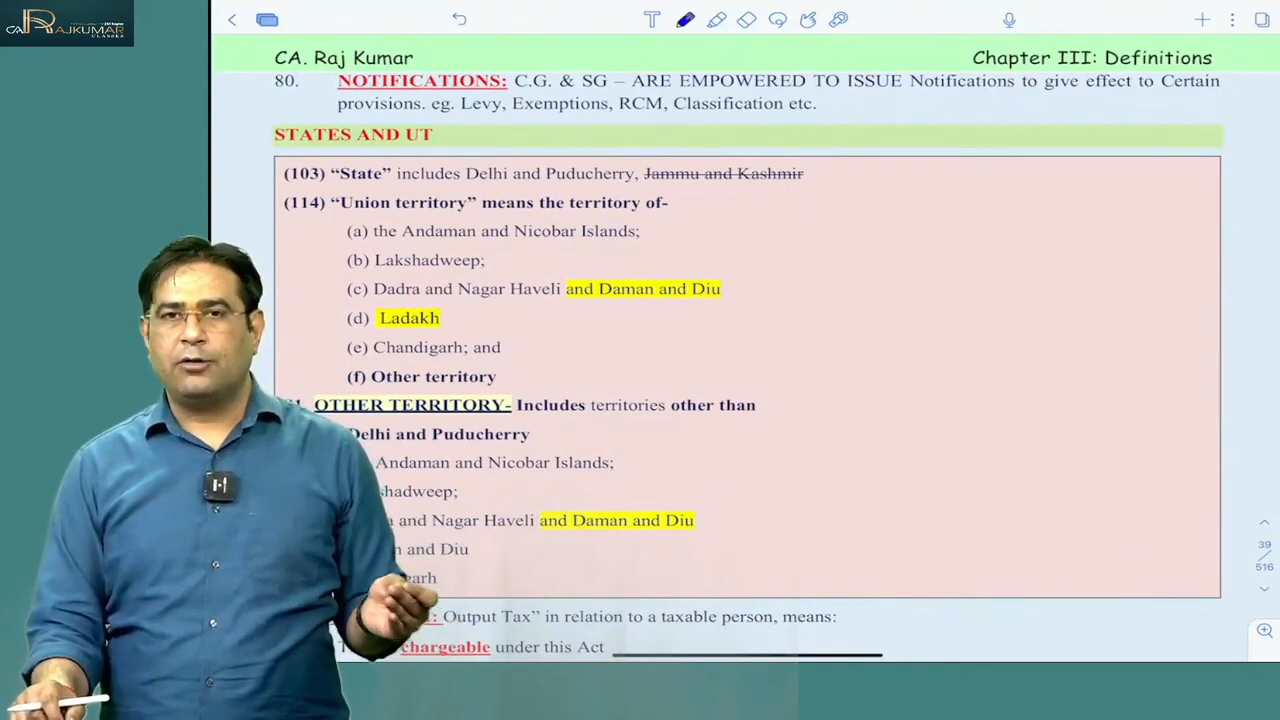 CA RAJKUMAR
CLASSES
CA. Raj Kumar
Chapter III: Definitions
80. NOTIFICATIONS: C.G. & SG – ARE EMPOWERED TO ISSUE Notifications to give effect to Certain
provisions. eg. Levy, Exemptions, RCM, Classification etc.
STATES AND UT
(103) “State” includes Delhi and Puducherry, Jammu and Kashmir
(114) “Union territory” means the territory of-
(a) the Andaman and Nicobar Islands;
(b) Lakshadweep;
(c) Dadra and Nagar Haveli and Daman and Diu
(d) Ladakh
(e) Chandigarh; and
(f) Other territory
OTHER TERRITORY- Includes territories other than
Delhi and Puducherry
Andaman and Nicobar Islands;
shadweep;
and Nagar Haveli and Daman and Diu
and Diu
garh
Output Tax” in relation to a taxable person, means:
chargeable under this Act
39
516